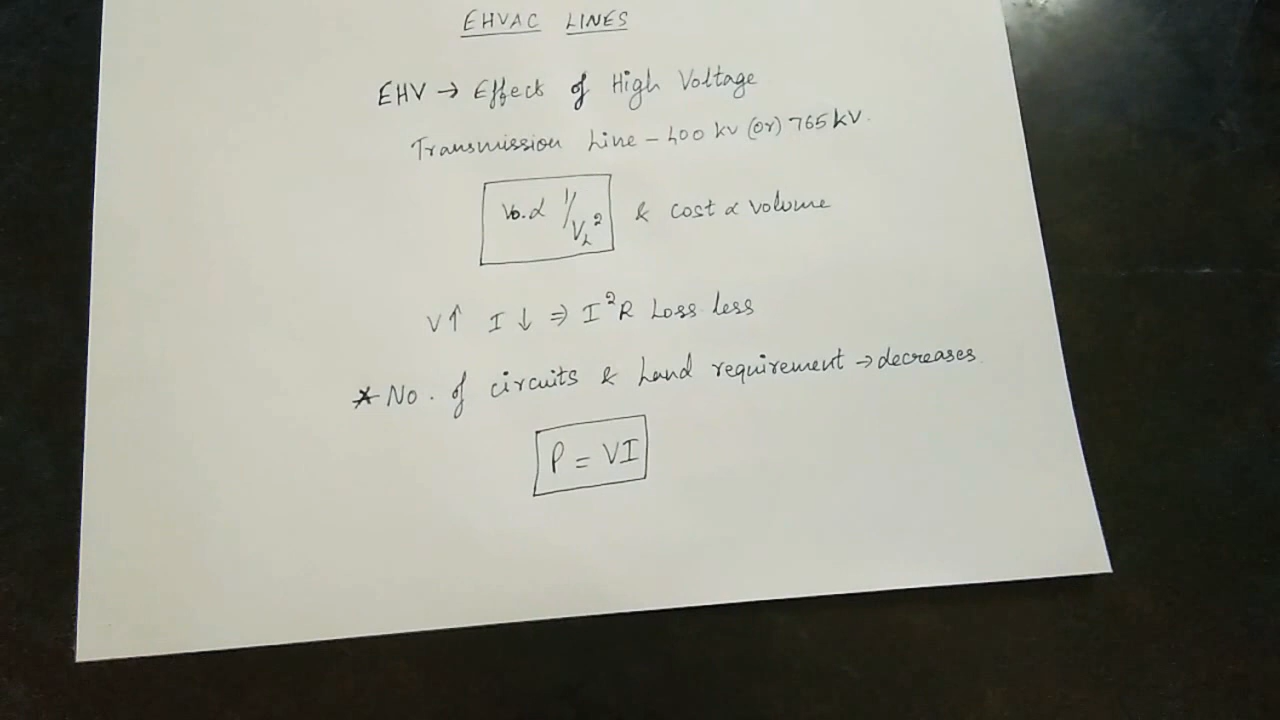 EHVAC LINES
EHV → Effect of High Voltage
Transmission Line - 400 kv (or) 765 kV.
Vo. α 1/V_L² & cost α volume
V↑ I↓ ⇒ I²R Loss less
* No. of circuits & Land requirement → decreases
P = VI